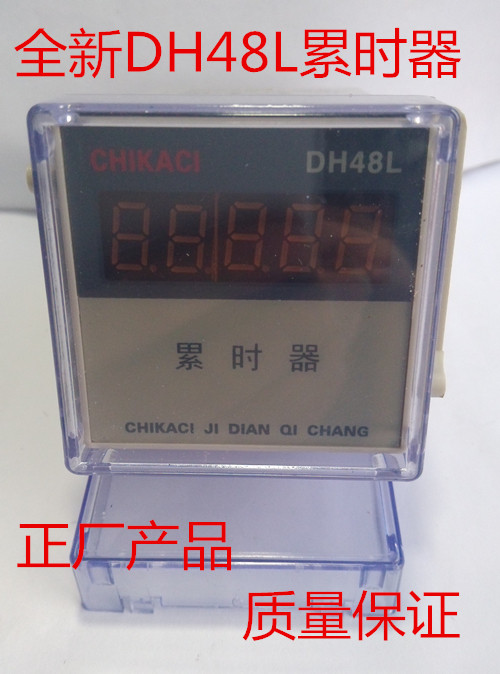 全新DH48L累时器
CHIKACI DH48L
累时器
CHIKACI JI DIAN QI CHANG
正厂产品
质量保证